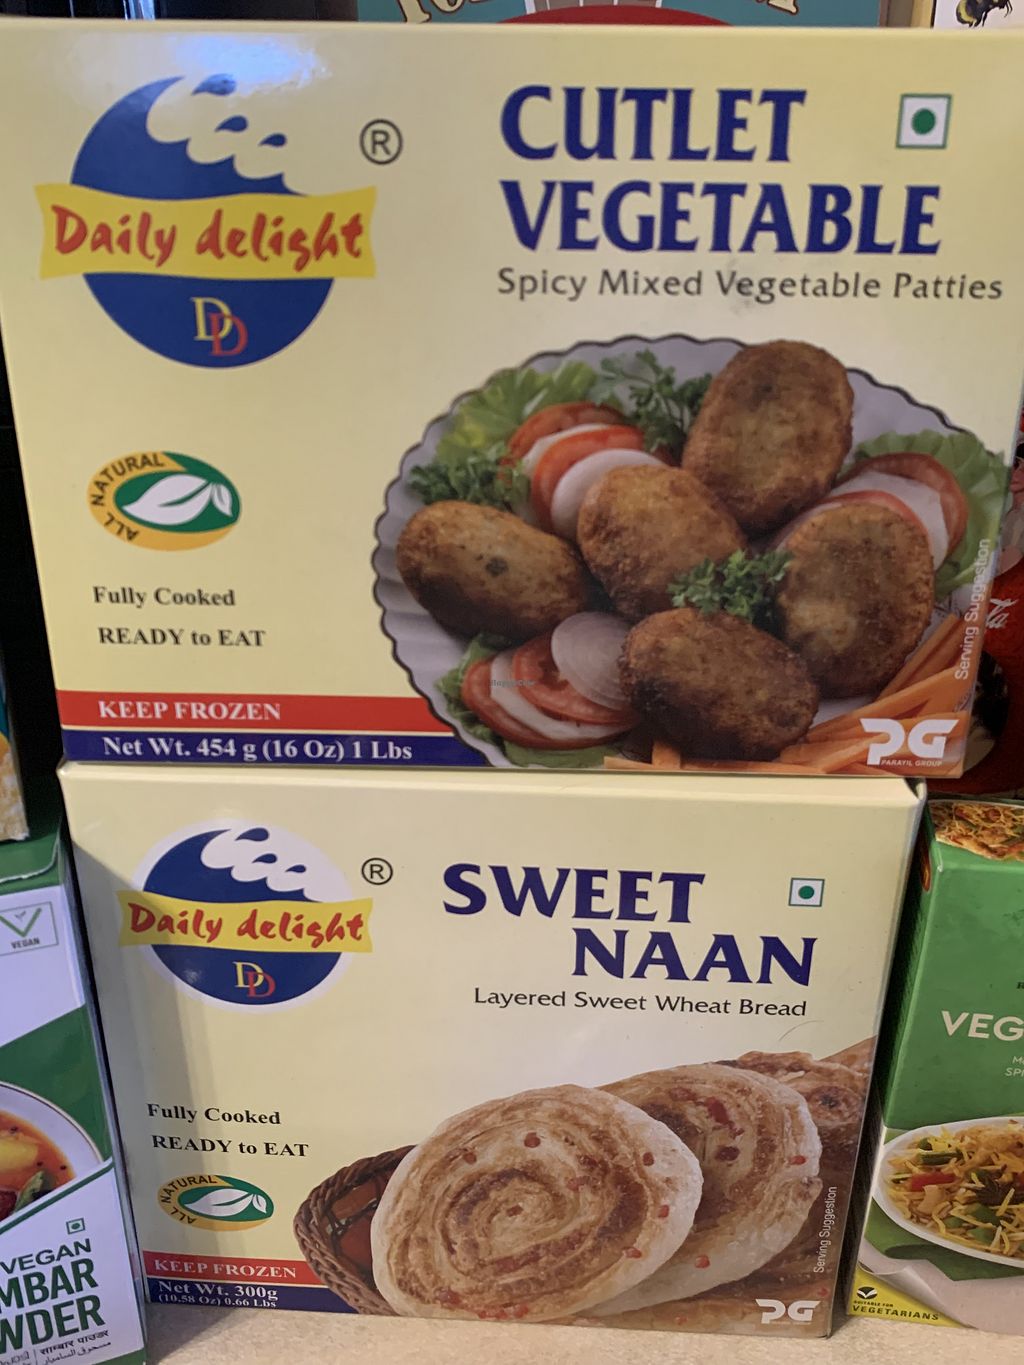 ®
CUTLET
VEGETABLE
Spicy Mixed Vegetable Patties
Daily delight
DD
ALL NATURAL
Fully Cooked
READY to EAT
KEEP FROZEN
Net Wt. 454 g (16 Oz) 1 Lbs
Serving Suggestion
PG
PARAYIL GROUP
®
SWEET
NAAN
Layered Sweet Wheat Bread
Daily delight
DD
Fully Cooked
READY to EAT
ALL NATURAL
KEEP FROZEN
Net Wt. 300g
(10.58 Oz) 0.66 Lbs
Serving Suggestion
PG
VEGAN
VEGAN
MBAR
WDER
साम्बार पाउडर
VEG
SUITABLE FOR
VEGETARIANS